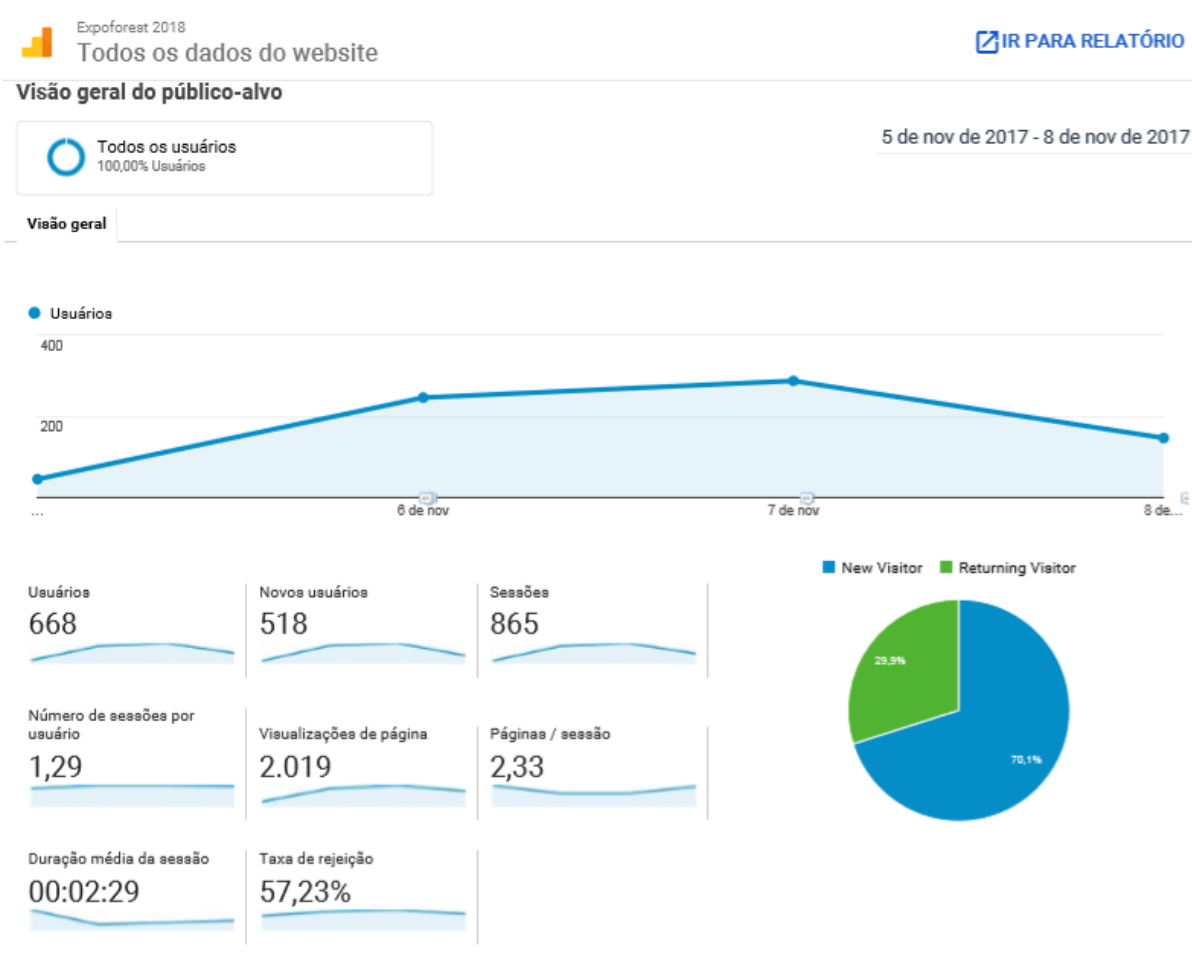 Expoforest 2018
Todos os dados do website
IR PARA RELATÓRIO
Visão geral do público-alvo
Todos os usuários
100,00% Usuários
5 de nov de 2017 - 8 de nov de 2017
Visão geral
Usuários
400
200
...
6 de nov
7 de nov
8 de...
New Visitor
Returning Visitor
Usuários
668
Novos usuários
518
Sessões
865
Número de sessões por
usuário
1,29
Visualizações de página
2.019
Páginas / sessão
2,33
Duração média da sessão
00:02:29
Taxa de rejeição
57,23%
29,9%
70,1%